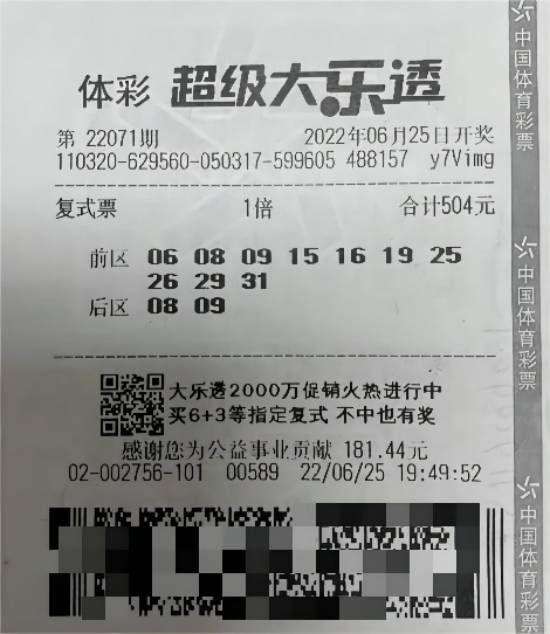 体彩 超级大乐透
第 22071期 2022年06月25日开奖
110320-629560-050317-599605 488157 y7Vimg
复式票 1倍 合计504元
前区 06 08 09 15 16 19 25
26 29 31
后区 08 09
大乐透2000万促销火热进行中
买6+3等指定复式 不中也有奖
感谢您为公益事业贡献 181.44元
02-002756-101 00589 22/06/25 19:49:52
中国体育彩票
中国体育彩票
中国体育彩票